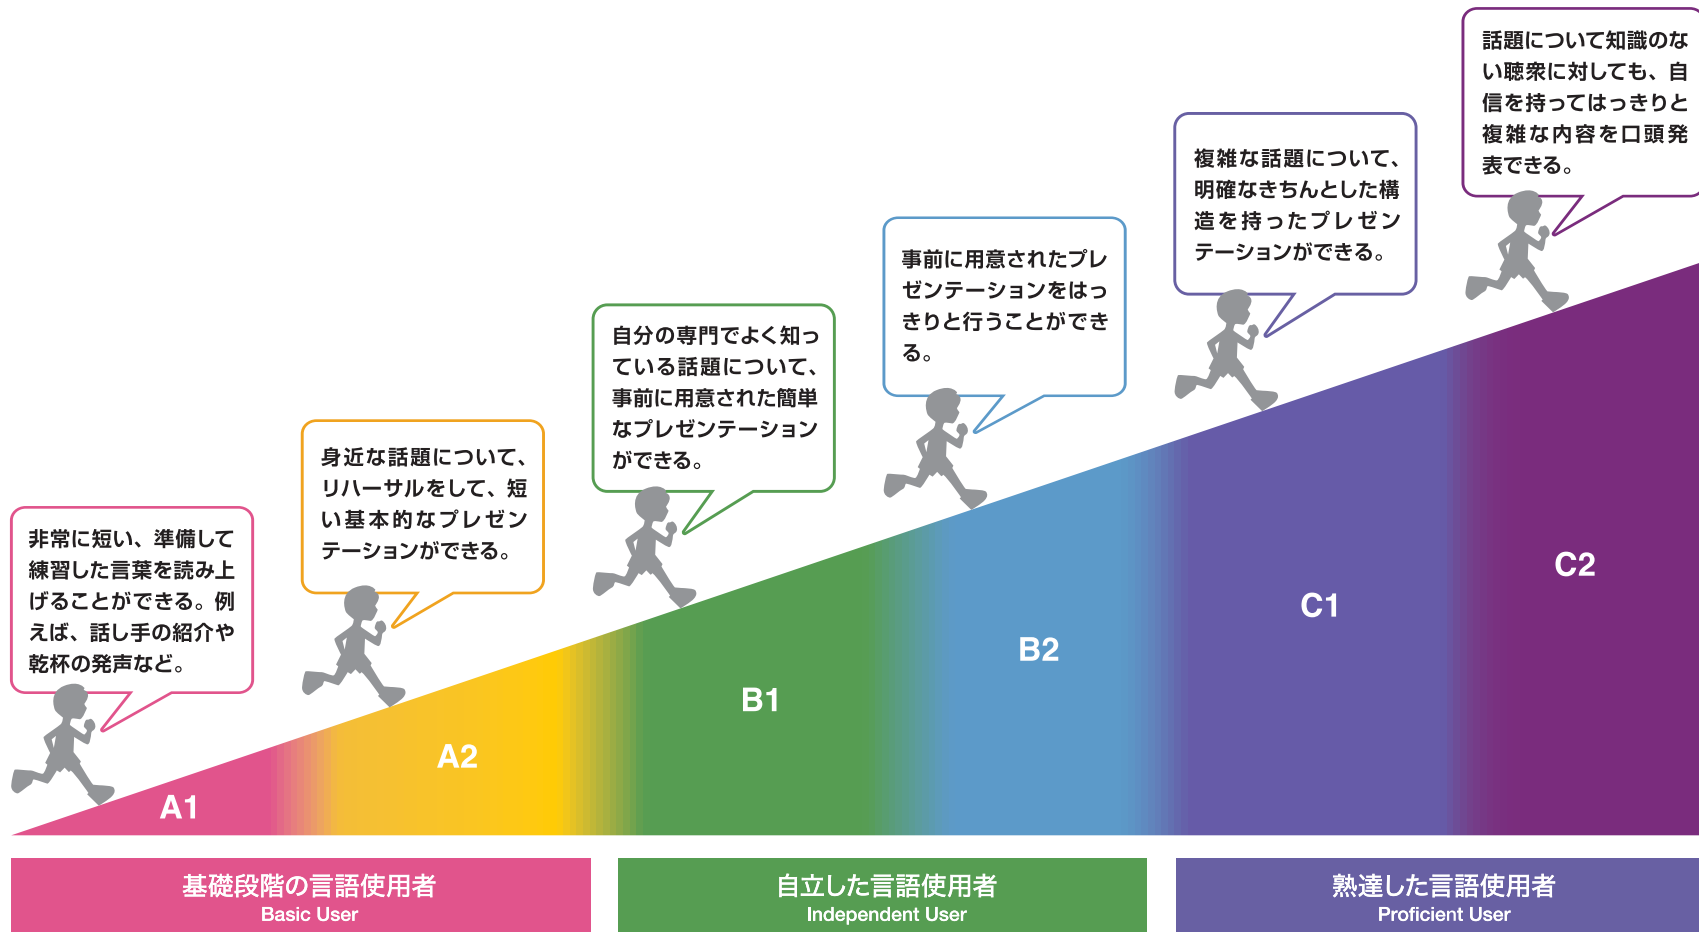 非常に短い、準備して
練習した言葉を読み上
げることができる。例
えば、話し手の紹介や
乾杯の発声など。
身近な話題について、
リハーサルをして、短
い基本的なプレゼン
テーションができる。
自分の専門でよく知っ
ている話題について、
事前に用意された簡単
なプレゼンテーション
ができる。
事前に用意されたプレ
ゼンテーションをはっ
きりと行うことができ
る。
複雑な話題について、
明確なきちんとした構
造を持ったプレゼン
テーションができる。
話題について知識のな
い聴衆に対しても、自
信を持ってはっきりと
複雑な内容を口頭発
表できる。
A1
A2
B1
B2
C1
C2
基礎段階の言語使用者
Basic User
自立した言語使用者
Independent User
熟達した言語使用者
Proficient User